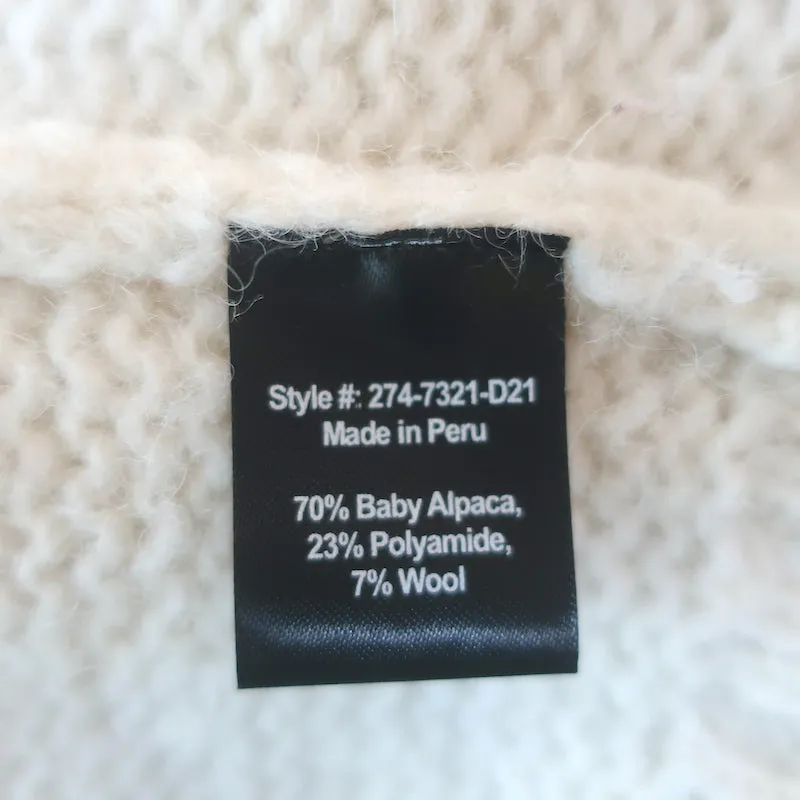 Style #: 274-7321-D21
Made in Peru
70% Baby Alpaca,
23% Polyamide,
7% Wool